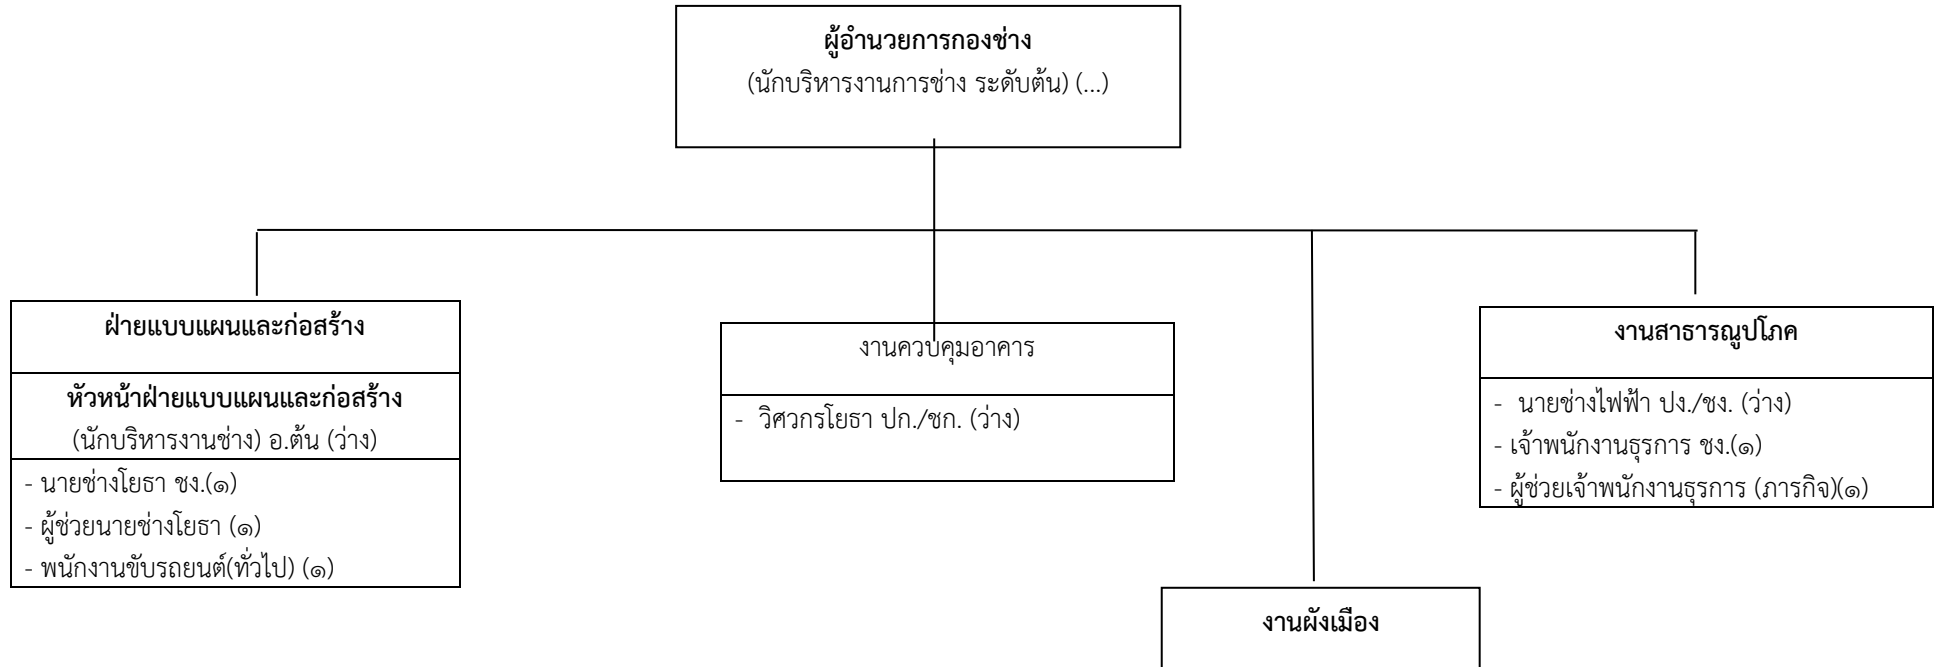 ผู้อำนวยการกองช่าง
(นักบริหารงานการช่าง ระดับต้น) (...)
ฝ่ายแบบแผนและก่อสร้าง
หัวหน้าฝ่ายแบบแผนและก่อสร้าง
(นักบริหารงานช่าง) อ.ต้น (ว่าง)
- นายช่างโยธา ชง.(๑)
- ผู้ช่วยนายช่างโยธา (๑)
- พนักงานขับรถยนต์(ทั่วไป) (๑)
งานควบคุมอาคาร
- วิศวกรโยธา ปก./ชก. (ว่าง)
งานสาธารณูปโภค
- นายช่างไฟฟ้า ปง./ชง. (ว่าง)
- เจ้าพนักงานธุรการ ชง.(๑)
- ผู้ช่วยเจ้าพนักงานธุรการ (ภารกิจ)(๑)
งานผังเมือง